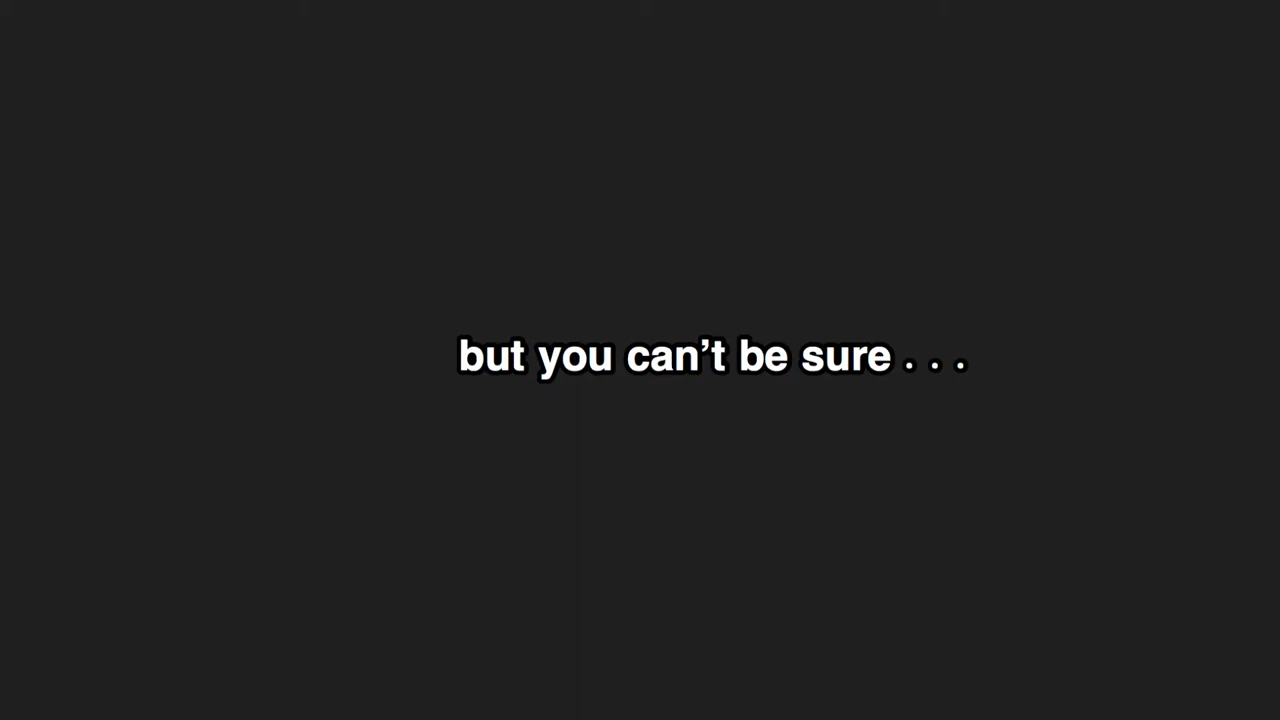 but you can’t be sure . . .